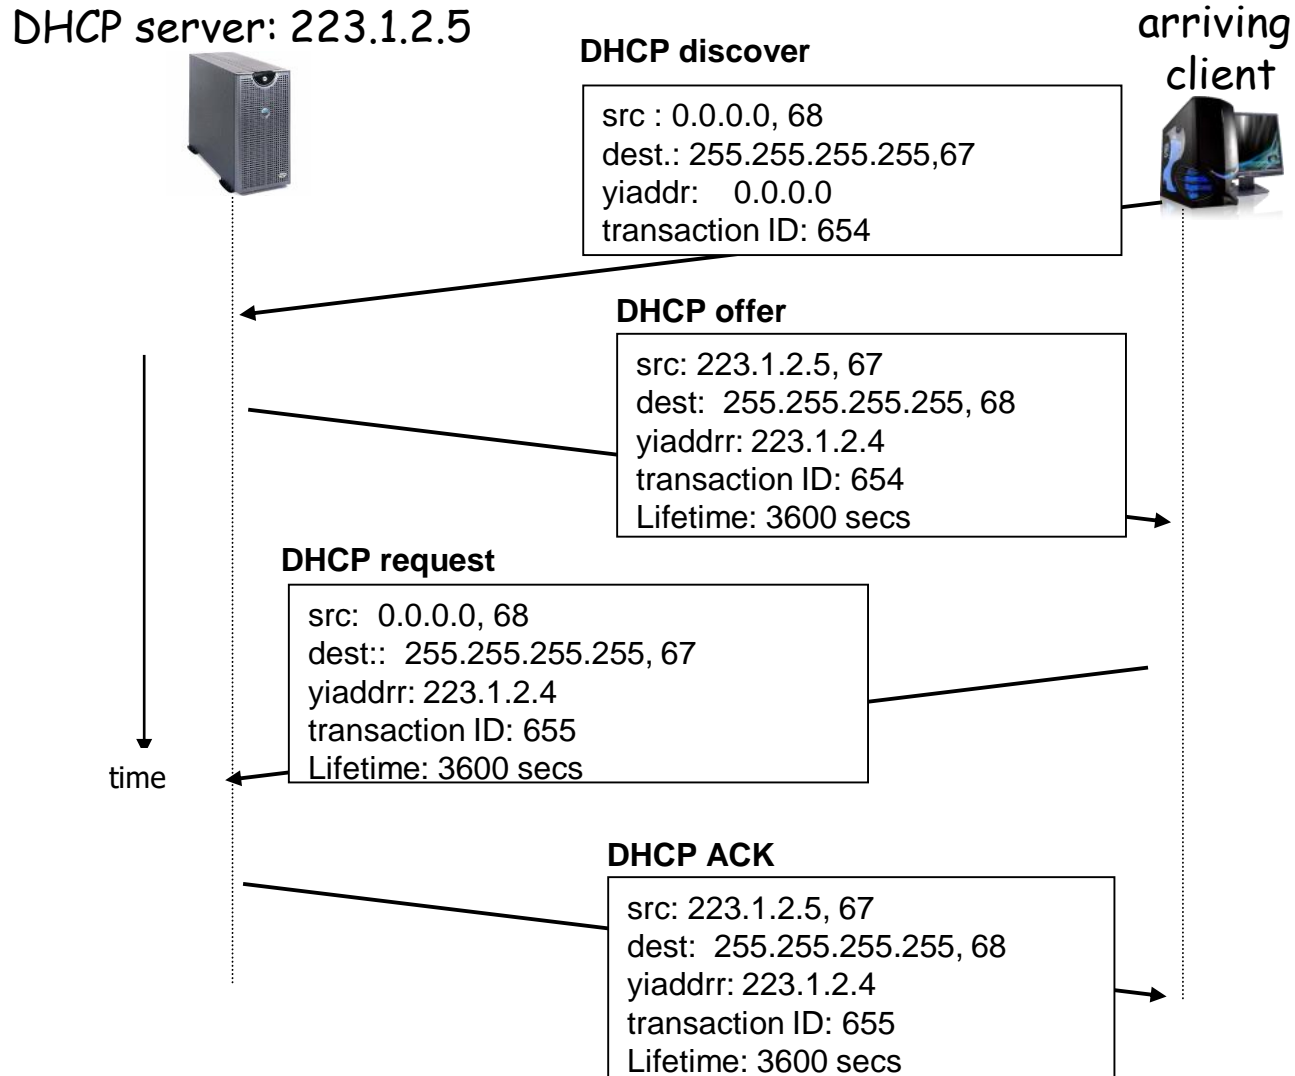 DHCP server: 223.1.2.5
arriving
client
DHCP discover
src : 0.0.0.0, 68
dest.: 255.255.255.255,67
yiaddr: 0.0.0.0
transaction ID: 654
DHCP offer
src: 223.1.2.5, 67
dest: 255.255.255.255, 68
yiaddrr: 223.1.2.4
transaction ID: 654
Lifetime: 3600 secs
DHCP request
src: 0.0.0.0, 68
dest:: 255.255.255.255, 67
yiaddrr: 223.1.2.4
transaction ID: 655
Lifetime: 3600 secs
time
DHCP ACK
src: 223.1.2.5, 67
dest: 255.255.255.255, 68
yiaddrr: 223.1.2.4
transaction ID: 655
Lifetime: 3600 secs